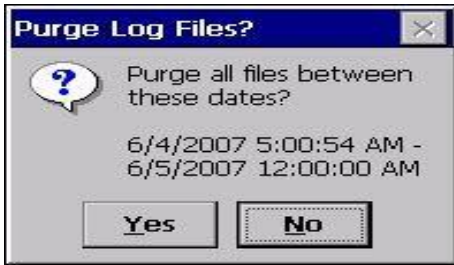 Purge Log Files?
Purge all files between
these dates?
6/4/2007 5:00:54 AM -
6/5/2007 12:00:00 AM
Yes No